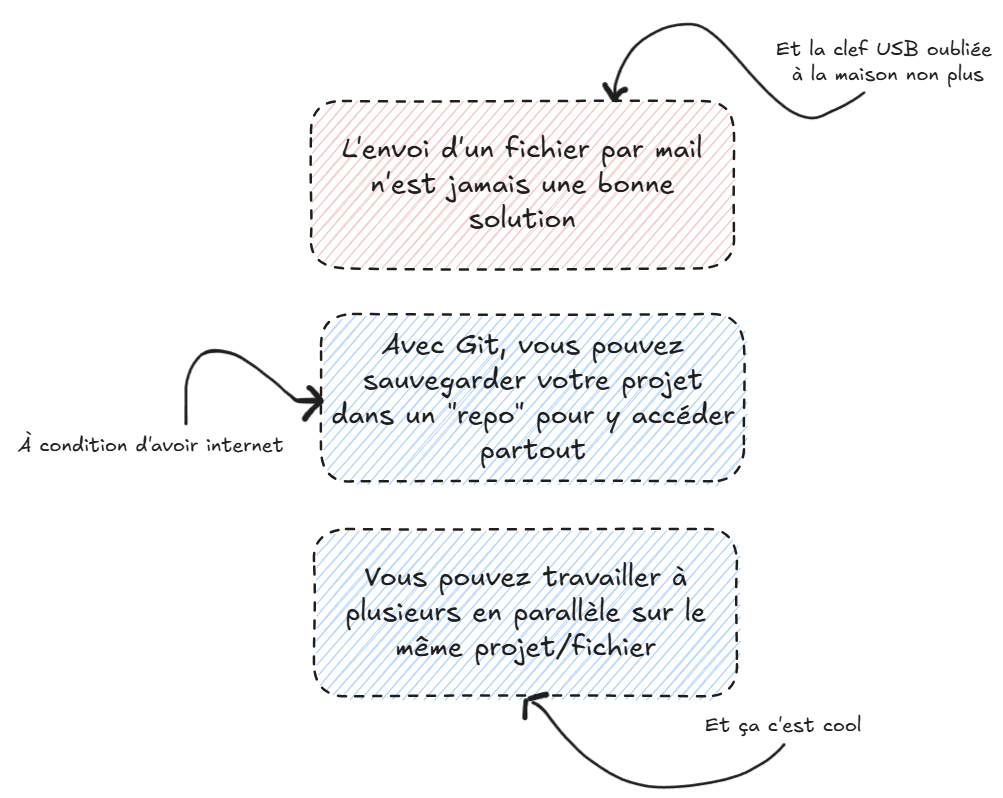 Et la clef USB oubliée
à la maison non plus
L'envoi d'un fichier par mail
n'est jamais une bonne
solution
Avec Git, vous pouvez
sauvegarder votre projet
dans un "repo" pour y accéder
partout
À condition d'avoir internet
Vous pouvez travailler à
plusieurs en parallèle sur le
même projet/fichier
Et ça c'est cool